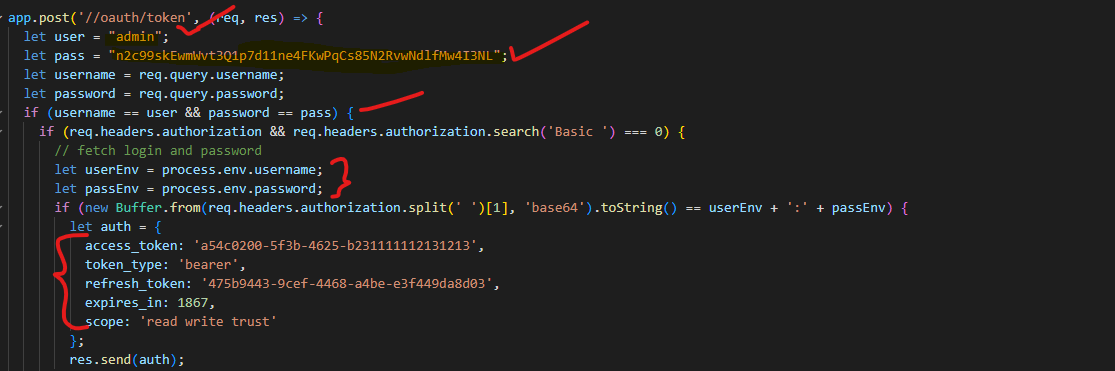 app.post('//oauth/token', (req, res) => {
let user = "admin";
let pass = "n2c99skEwmWvt3Q1p7d11ne4FKwPqCs85N2RvwNdlfMw4I3NL";
let username = req.query.username;
let password = req.query.password;
if (username == user && password == pass) {
if (req.headers.authorization && req.headers.authorization.search('Basic ') === 0) {
// fetch login and password
let userEnv = process.env.username;
let passEnv = process.env.password;
if (new Buffer.from(req.headers.authorization.split(' ')[1], 'base64').toString() == userEnv + ':' + passEnv) {
let auth = {
access_token: 'a54c0200-5f3b-4625-b231111112131213',
token_type: 'bearer',
refresh_token: '475b9443-9cef-4468-a4be-e3f449da8d03',
expires_in: 1867,
scope: 'read write trust'
};
res.send(auth);